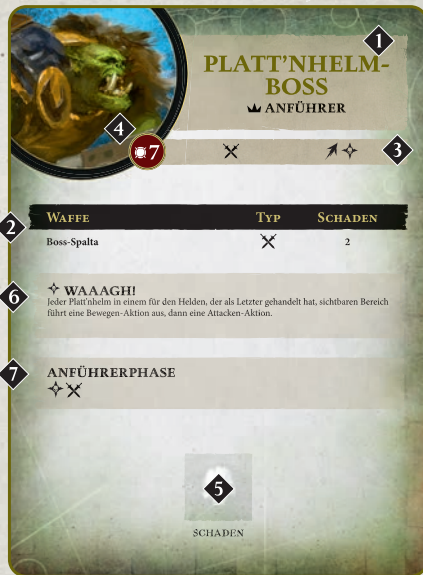 1
PLATT'NHELM-
BOSS
ANFÜHRER
4
7
3
2
WAFFE TYP SCHADEN
Boss-Spalta 2
6
WAAAGH!
Jeder Platt'nhelm in einem für den Helden, der als Letzter gehandelt hat, sichtbaren Bereich
führt eine Bewegen-Aktion aus, dann eine Attacken-Aktion.
7
ANFÜHRERPHASE
5
SCHADEN